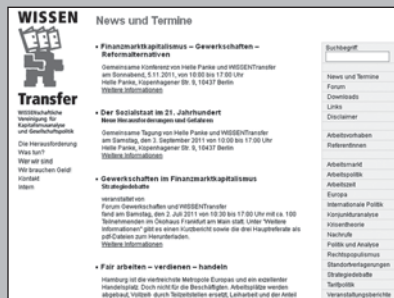 WISSEN
Transfer
WISSENschaftliche
Vereinigung für
Kapitalismusanalyse
und Gesellschaftspolitik
Die Herausforderung
Was tun?
Wer wir sind
Wir brauchen Geld!
Kontakt
Intern
News und Termine
Finanzmarktkapitalismus – Gewerkschaften –
Reformalternativen
Gemeinsame Konferenz von Helle Panke und WISSENTransfer
am Sonnabend, 5.11.2011, von 10:00 bis 17:00 Uhr
Helle Panke, Kopenhagener Str. 9, 10437 Berlin
Weitere Informationen
Der Sozialstaat im 21. Jahrhundert
Neue Herausforderungen und Gefahren
Gemeinsame Tagung von Helle Panke und WISSENTransfer
am Samstag, den 3. September 2011 von 10:00 bis 17:00 Uhr
Helle Panke, Kopenhagener Str. 9, 10437 Berlin
Weitere Informationen
Gewerkschaften im Finanzmarktkapitalismus
Strategiedebatte
veranstaltet von
Forum Gewerkschaften und WISSENTransfer
fand am Samstag, den 2. Juli 2011 von 10:30 bis 17:00 Uhr mit ca. 100
Teilnehmenden im Ökohaus Frankfurt am Main statt. Unter "Weitere
Informationen" gibt es einen Kurzbericht sowie die drei Hauptreferate als
pdf-Dateien zum Herunterladen.
Weitere Informationen
Fair arbeiten – verdienen – handeln
Hamburg ist die viertreichste Metropole Europas und ein exzellenter
Handelsplatz. Doch nicht für die Beschäftigten. Arbeitsplätze werden
abgebaut, Vollzeit- durch Teilzeitstellen ersetzt, Leiharbeit und der Anteil
Suchbegriff:
News und Termine
Forum
Downloads
Links
Disclaimer
Arbeitsvorhaben
ReferentInnen
Arbeitsmarkt
Arbeitspolitik
Arbeitszeit
Europa
Internationale Politik
Konjunkturanalyse
Krisentheorie
Nachrufe
Politik und Analyse
Rechtspopulismus
Standortverlagerungen
Strategiedebatte
Tarifpolitik
Veranstaltungsberichte